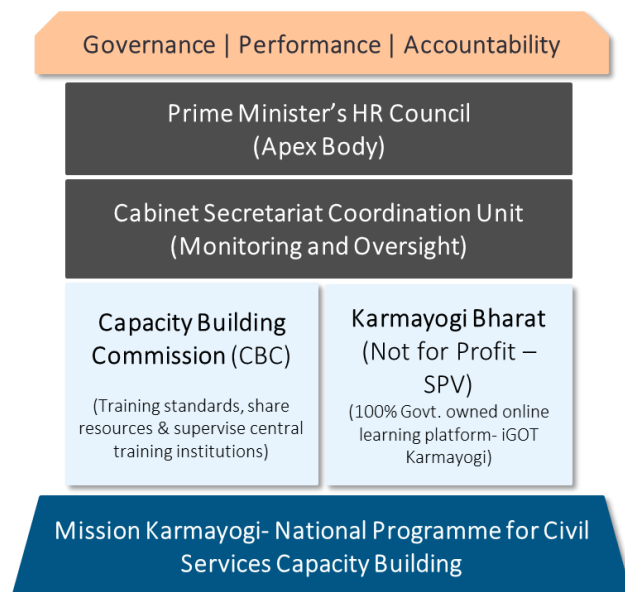 Governance | Performance | Accountability
Prime Minister’s HR Council
(Apex Body)
Cabinet Secretariat Coordination Unit
(Monitoring and Oversight)
Capacity Building
Commission (CBC)
(Training standards, share
resources & supervise central
training institutions)
Karmayogi Bharat
(Not for Profit –
SPV)
(100% Govt. owned online
learning platform- iGOT
Karmayogi)
Mission Karmayogi- National Programme for Civil
Services Capacity Building